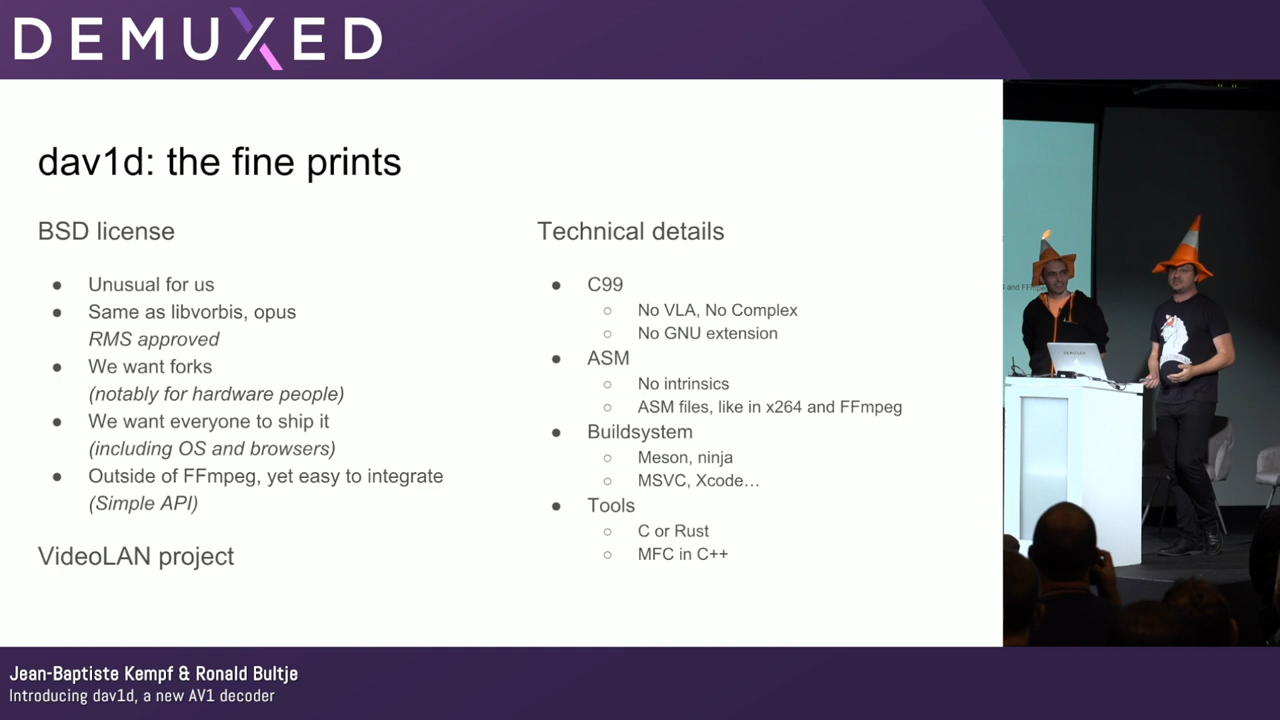 DEMUXED
dav1d: the fine prints
BSD license
● Unusual for us
● Same as libvorbis, opus
RMS approved
● We want forks
(notably for hardware people)
● We want everyone to ship it
(including OS and browsers)
● Outside of FFmpeg, yet easy to integrate
(Simple API)
VideoLAN project
Technical details
● C99
○ No VLA, No Complex
○ No GNU extension
● ASM
○ No intrinsics
○ ASM files, like in x264 and FFmpeg
● Buildsystem
○ Meson, ninja
○ MSVC, Xcode…
● Tools
○ C or Rust
○ MFC in C++
and FFmpeg
DEMUXED
Jean-Baptiste Kempf & Ronald Bultje
Introducing dav1d, a new AV1 decoder